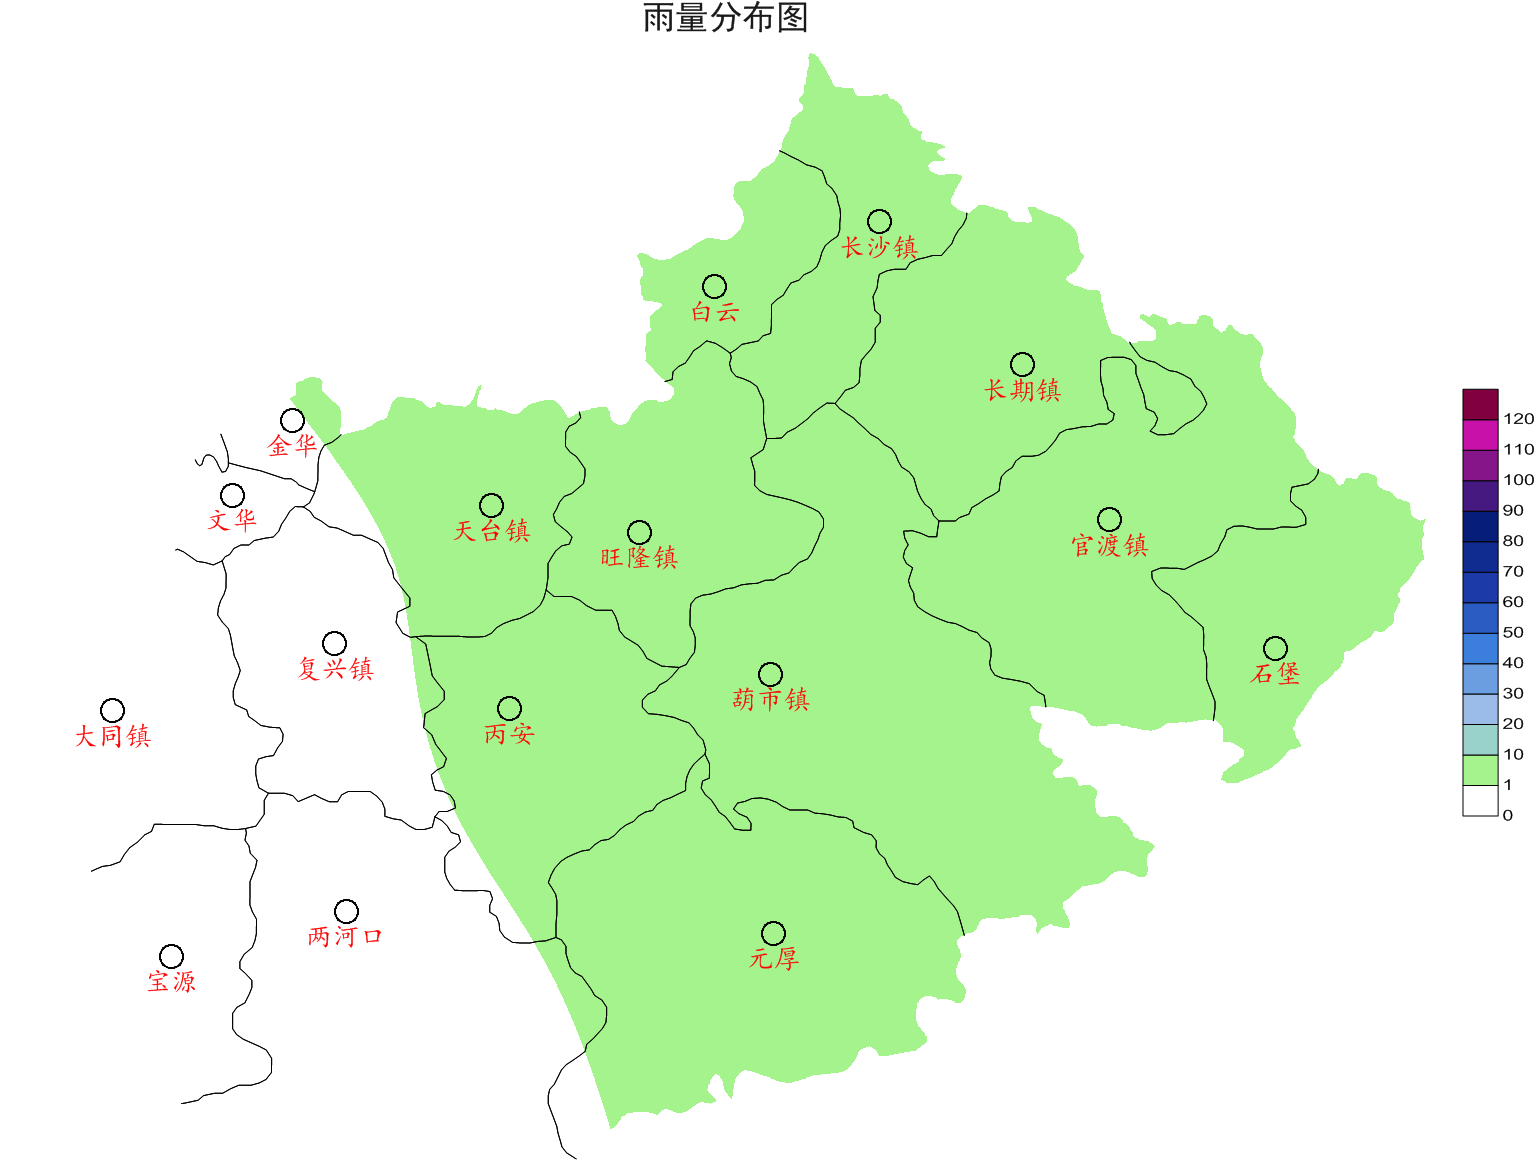 雨量分布图
长沙镇
白云
长期镇
金华
文华
天台镇
旺隆镇
官渡镇
复兴镇
石堡
葫市镇
丙安
大同镇
两河口
元厚
宝源
120
110
100
90
80
70
60
50
40
30
20
10
1
0